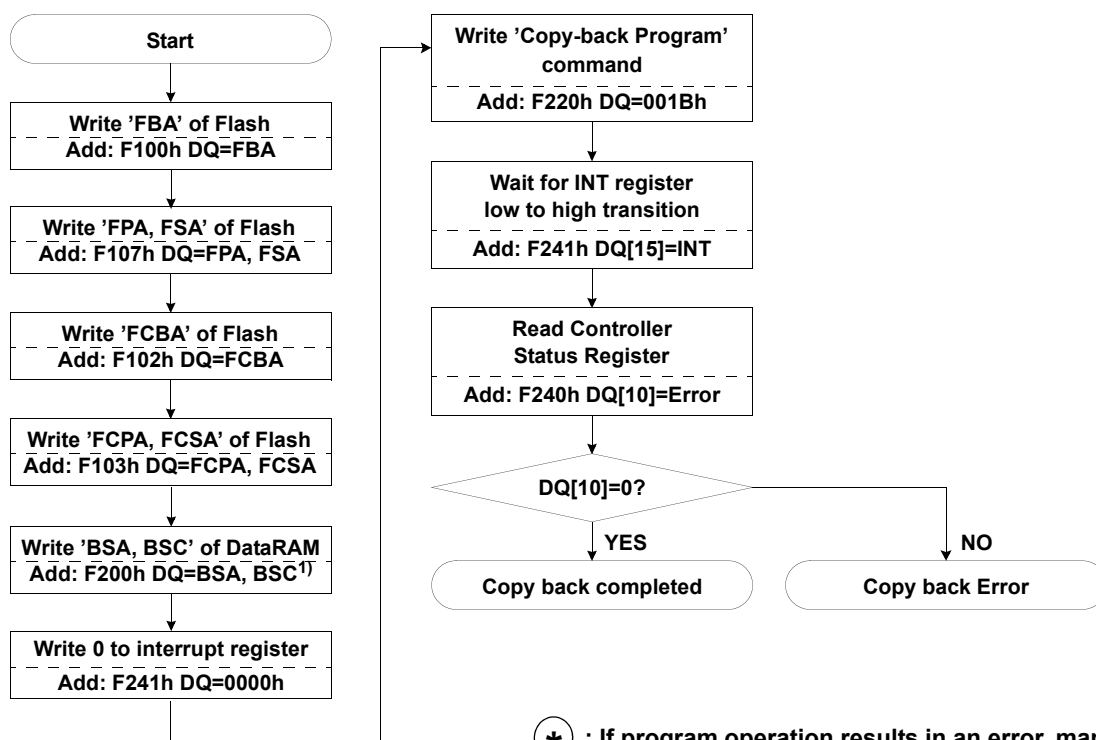 Start
Write ’FBA’ of Flash
Add: F100h DQ=FBA
Write ’FPA, FSA’ of Flash
Add: F107h DQ=FPA, FSA
Write ’FCBA’ of Flash
Add: F102h DQ=FCBA
Write ’FCPA, FCSA’ of Flash
Add: F103h DQ=FCPA, FCSA
Write ’BSA, BSC’ of DataRAM
Add: F200h DQ=BSA, BSC1)
Write 0 to interrupt register
Add: F241h DQ=0000h
Write ’Copy-back Program’
command
Add: F220h DQ=001Bh
Wait for INT register
low to high transition
Add: F241h DQ[15]=INT
Read Controller
Status Register
Add: F240h DQ[10]=Error
DQ[10]=0?
YES
NO
Copy back completed
Copy back Error
* : If program operation results in an error,